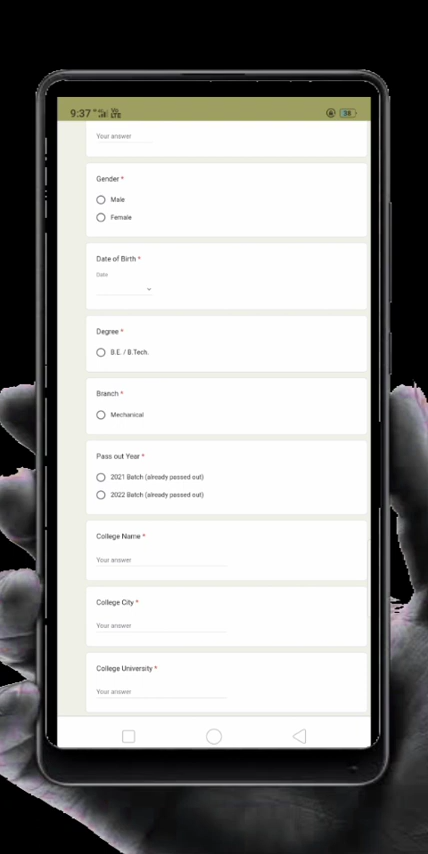 9:37
Vo
LTE
38
Your answer
Gender *
Male
Female
Date of Birth *
Date
Degree *
B.E. / B.Tech.
Branch *
Mechanical
Pass out Year *
2021 Batch (already passed out)
2022 Batch (already passed out)
College Name *
Your answer
College City *
Your answer
College University *
Your answer